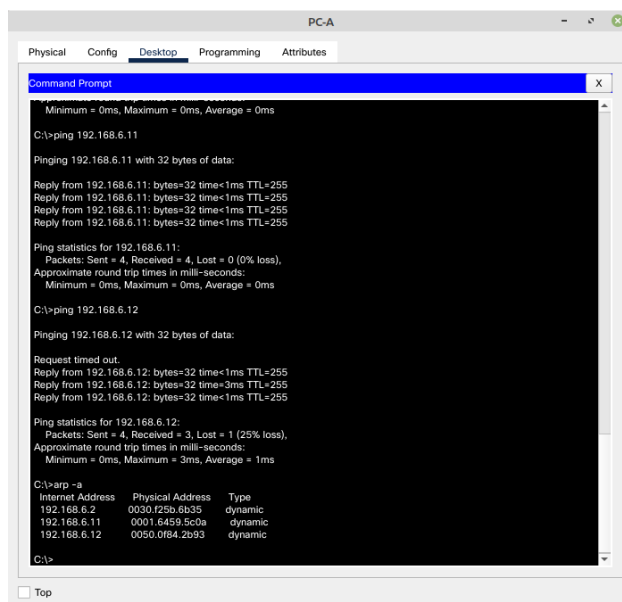 PC-A
Physical Config Desktop Programming Attributes
Command Prompt X
Approximate round trip times in milli-seconds:
Minimum = 0ms, Maximum = 0ms, Average = 0ms
C:\>ping 192.168.6.11
Pinging 192.168.6.11 with 32 bytes of data:
Reply from 192.168.6.11: bytes=32 time<1ms TTL=255
Reply from 192.168.6.11: bytes=32 time<1ms TTL=255
Reply from 192.168.6.11: bytes=32 time<1ms TTL=255
Reply from 192.168.6.11: bytes=32 time<1ms TTL=255
Ping statistics for 192.168.6.11:
Packets: Sent = 4, Received = 4, Lost = 0 (0% loss),
Approximate round trip times in milli-seconds:
Minimum = 0ms, Maximum = 0ms, Average = 0ms
C:\>ping 192.168.6.12
Pinging 192.168.6.12 with 32 bytes of data:
Request timed out.
Reply from 192.168.6.12: bytes=32 time<1ms TTL=255
Reply from 192.168.6.12: bytes=32 time=3ms TTL=255
Reply from 192.168.6.12: bytes=32 time<1ms TTL=255
Ping statistics for 192.168.6.12:
Packets: Sent = 4, Received = 3, Lost = 1 (25% loss),
Approximate round trip times in milli-seconds:
Minimum = 0ms, Maximum = 3ms, Average = 1ms
C:\>arp -a
Internet Address Physical Address Type
192.168.6.2 0030.f25b.6b35 dynamic
192.168.6.11 0001.6459.5c0a dynamic
192.168.6.12 0050.0f84.2b93 dynamic
C:\>
Top